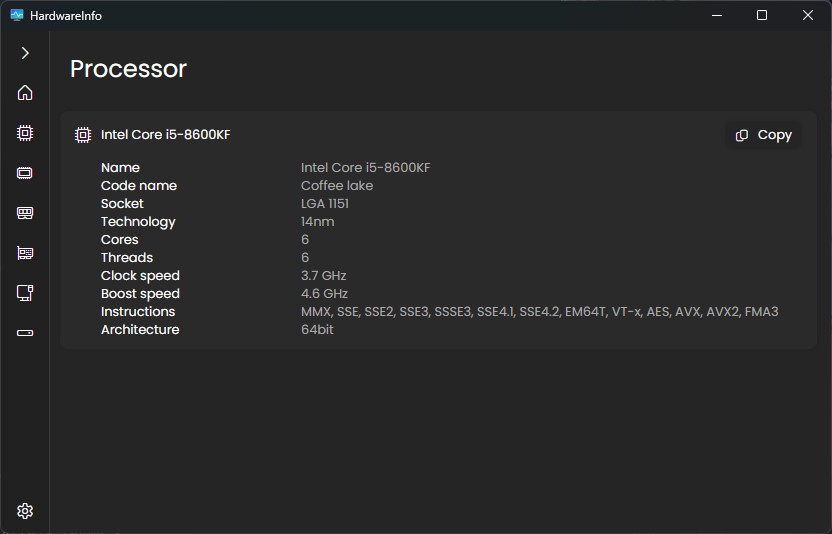 HardwareInfo
Processor
Intel Core i5-8600KF
Copy
Name Intel Core i5-8600KF
Code name Coffee lake
Socket LGA 1151
Technology 14nm
Cores 6
Threads 6
Clock speed 3.7 GHz
Boost speed 4.6 GHz
Instructions MMX, SSE, SSE2, SSE3, SSSE3, SSE4.1, SSE4.2, EM64T, VT-x, AES, AVX, AVX2, FMA3
Architecture 64bit